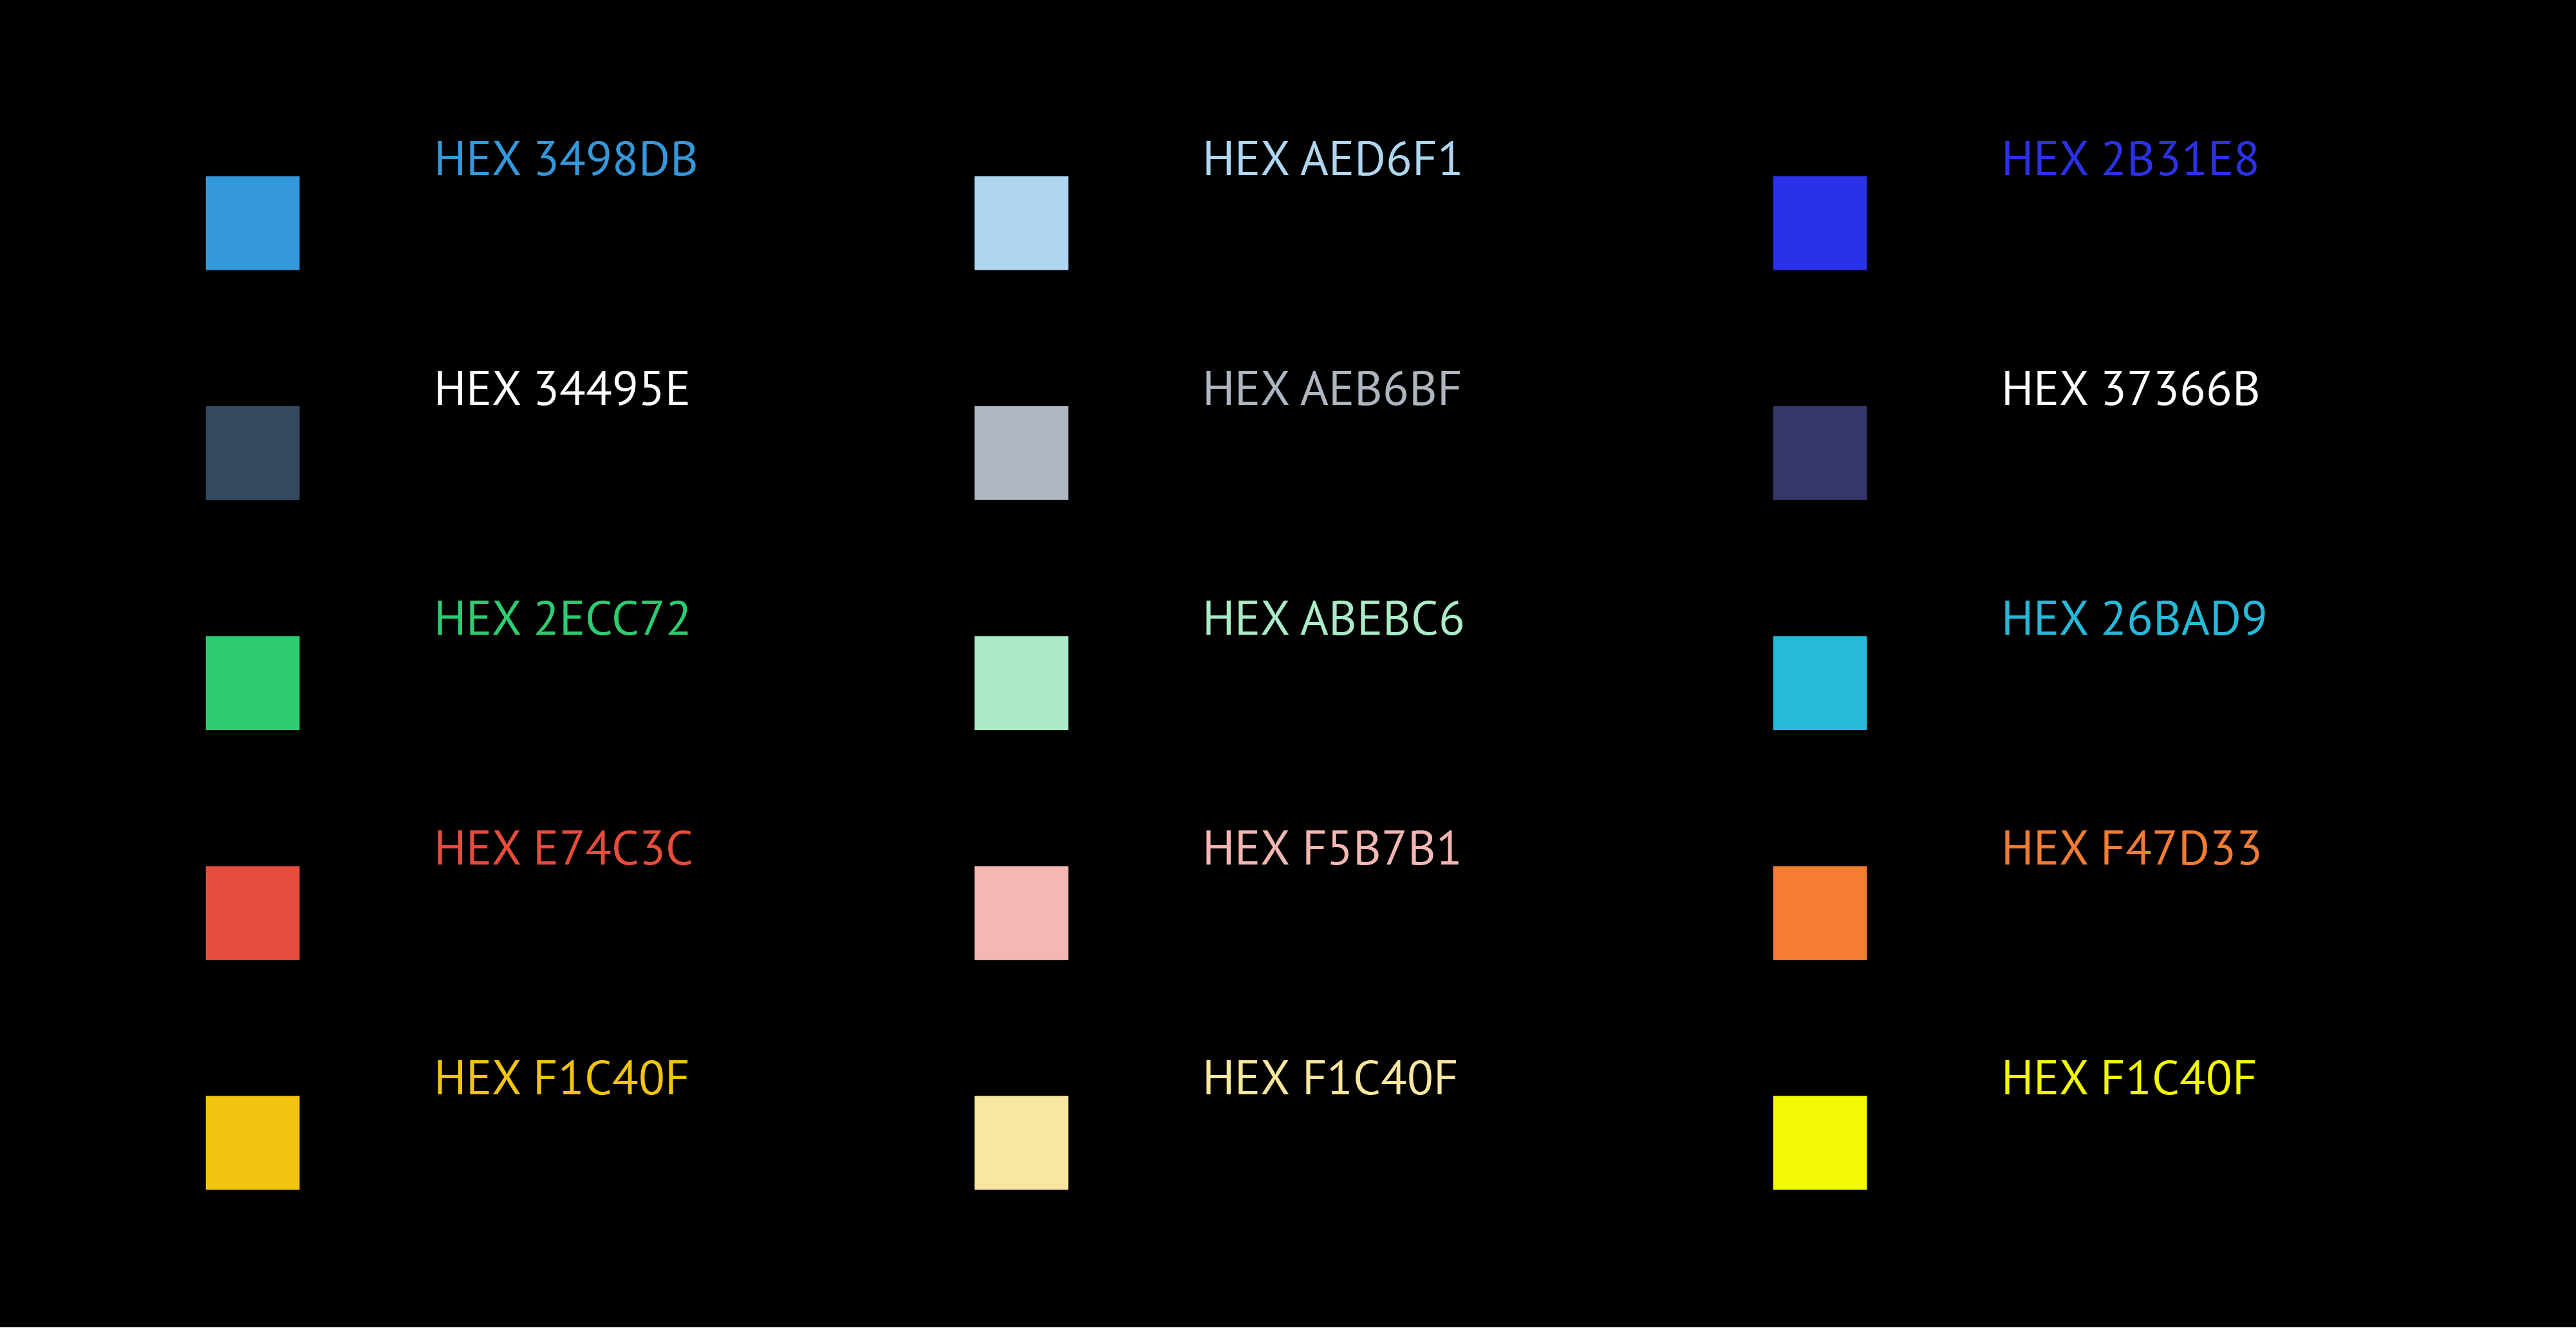 HEX 3498DB
HEX AED6F1
HEX 2B31E8
HEX 34495E
HEX AEB6BF
HEX 37366B
HEX 2ECC72
HEX ABEBC6
HEX 26BAD9
HEX E74C3C
HEX F5B7B1
HEX F47D33
HEX F1C40F
HEX F1C40F
HEX F1C40F